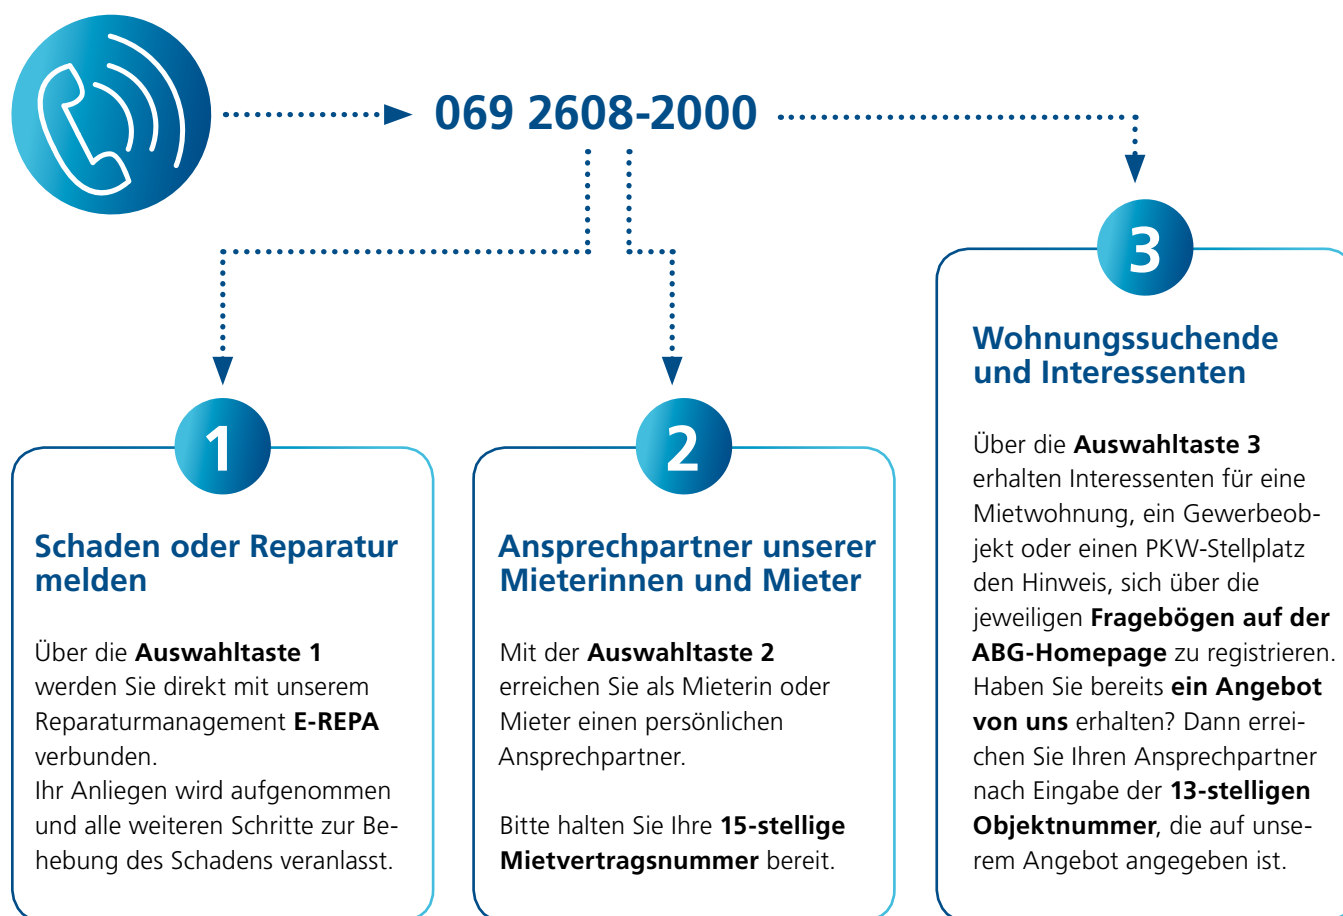 069 2608-2000
1
Schaden oder Reparatur
melden
Über die Auswahltaste 1
werden Sie direkt mit unserem
Reparaturmanagement E-REPA
verbunden.
Ihr Anliegen wird aufgenommen
und alle weiteren Schritte zur Be-
hebung des Schadens veranlasst.
2
Ansprechpartner unserer
Mieterinnen und Mieter
Mit der Auswahltaste 2
erreichen Sie als Mieterin oder
Mieter einen persönlichen
Ansprechpartner.
Bitte halten Sie Ihre 15-stellige
Mietvertragsnummer bereit.
3
Wohnungssuchende
und Interessenten
Über die Auswahltaste 3
erhalten Interessenten für eine
Mietwohnung, ein Gewerbeob-
jekt oder einen PKW-Stellplatz
den Hinweis, sich über die
jeweiligen Fragebögen auf der
ABG-Homepage zu registrieren.
Haben Sie bereits ein Angebot
von uns erhalten? Dann errei-
chen Sie Ihren Ansprechpartner
nach Eingabe der 13-stelligen
Objektnummer, die auf unse-
rem Angebot angegeben ist.